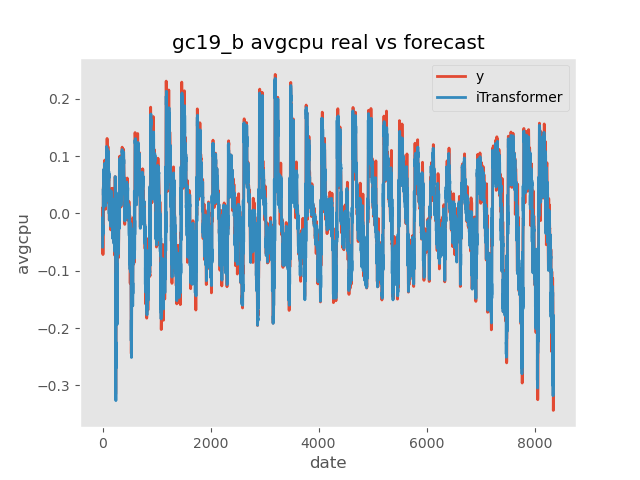 gc19_b avgcpu real vs forecast
y
iTransformer
avgcpu
0.2
0.1
0.0
−0.1
−0.2
−0.3
0 2000 4000 6000 8000
date